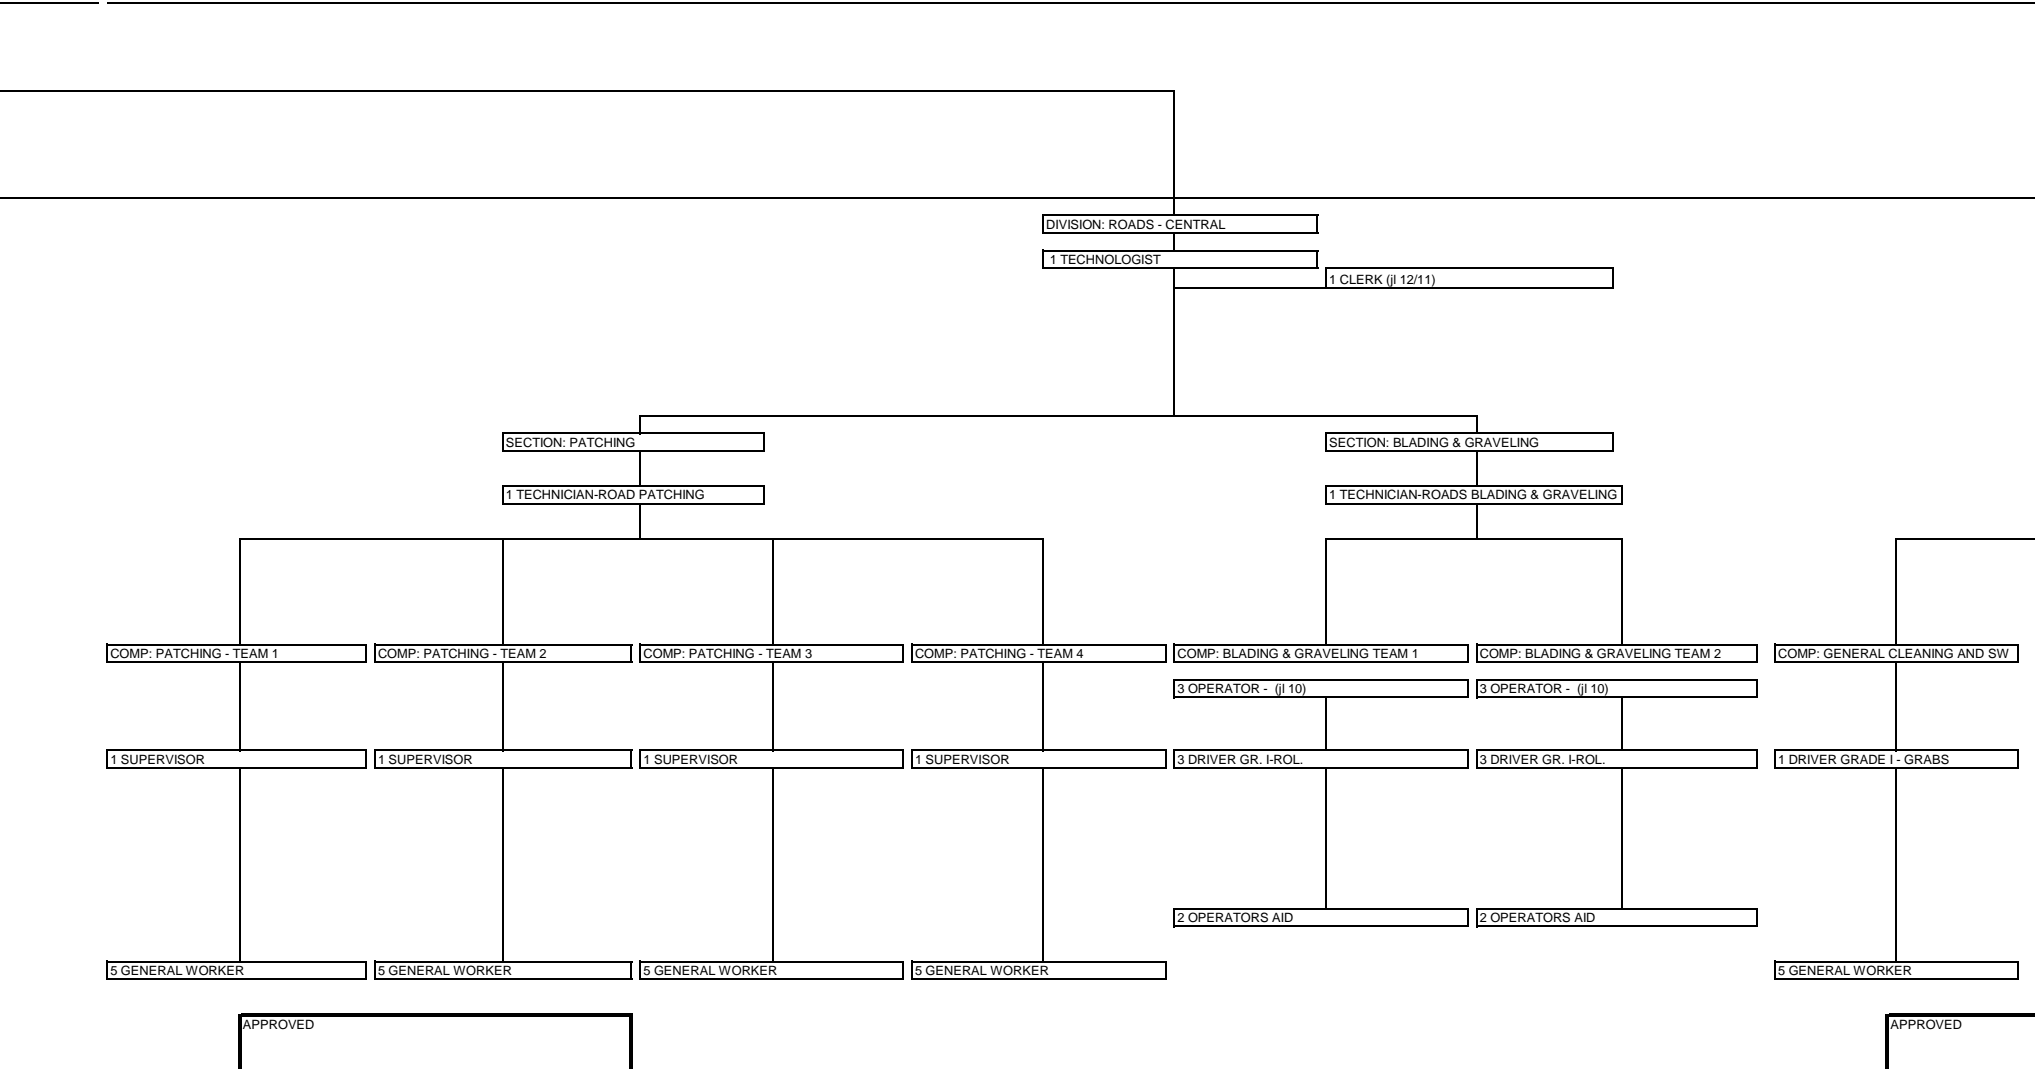 DIVISION: ROADS - CENTRAL
1 TECHNOLOGIST
1 CLERK (jl 12/11)
SECTION: PATCHING
SECTION: BLADING & GRAVELING
1 TECHNICIAN-ROAD PATCHING
1 TECHNICIAN-ROADS BLADING & GRAVELING
COMP: PATCHING - TEAM 1
COMP: PATCHING - TEAM 2
COMP: PATCHING - TEAM 3
COMP: PATCHING - TEAM 4
COMP: BLADING & GRAVELING TEAM 1
COMP: BLADING & GRAVELING TEAM 2
COMP: GENERAL CLEANING AND SW
3 OPERATOR - (jl 10)
3 OPERATOR - (jl 10)
1 SUPERVISOR
1 SUPERVISOR
1 SUPERVISOR
1 SUPERVISOR
3 DRIVER GR. I-ROL.
3 DRIVER GR. I-ROL.
1 DRIVER GRADE I - GRABS
2 OPERATORS AID
2 OPERATORS AID
5 GENERAL WORKER
5 GENERAL WORKER
5 GENERAL WORKER
5 GENERAL WORKER
5 GENERAL WORKER
APPROVED
APPROVED